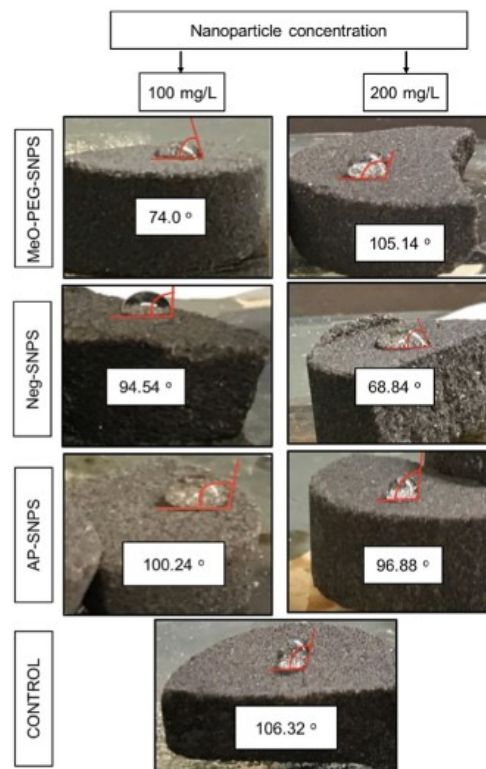 Nanoparticle concentration
100 mg/L
200 mg/L
MeO-PEG-SNPS
74.0 º
105.14 º
Neg-SNPS
94.54 º
68.84 º
AP-SNPS
100.24 º
96.88 º
CONTROL
106.32 º